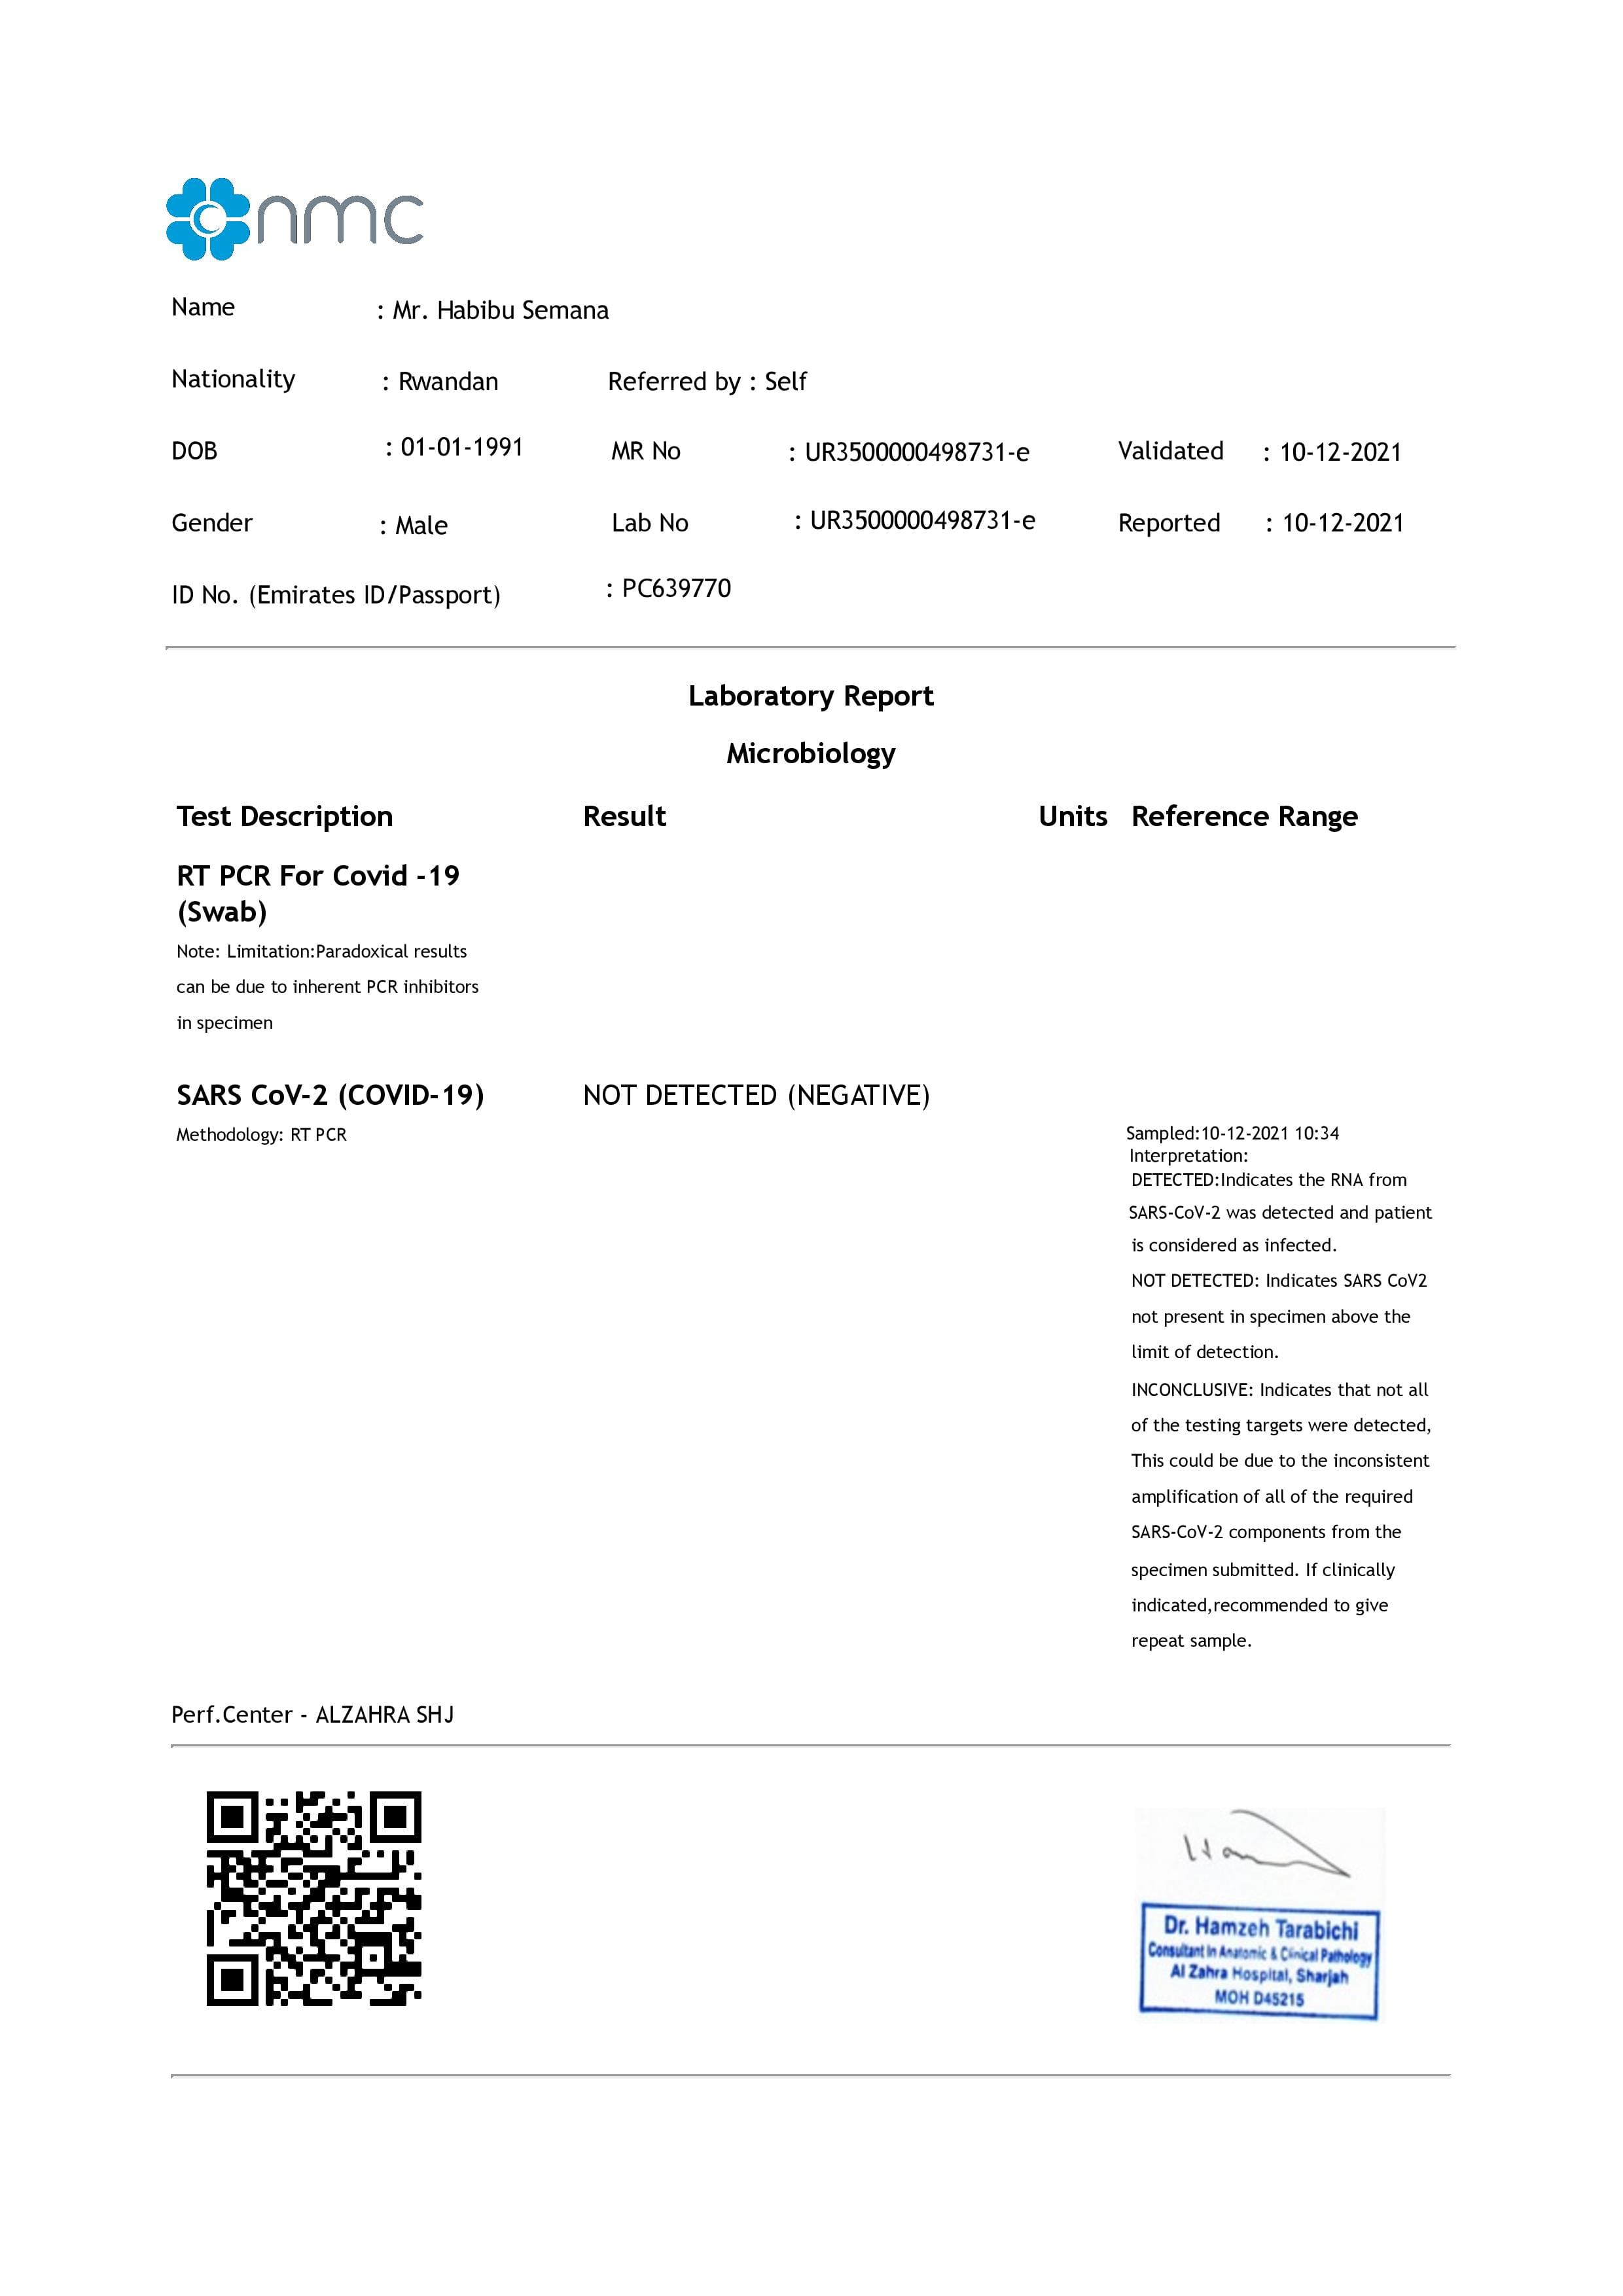 nmc
Name : Mr. Habibu Semana
Nationality : Rwandan Referred by : Self
DOB : 01-01-1991 MR No : UR3500000498731-e Validated : 10-12-2021
Gender : Male Lab No : UR3500000498731-e Reported : 10-12-2021
ID No. (Emirates ID/Passport) : PC639770
Laboratory Report
Microbiology
Test Description Result Units Reference Range
RT PCR For Covid -19
(Swab)
Note: Limitation:Paradoxical results
can be due to inherent PCR inhibitors
in specimen
SARS CoV-2 (COVID-19) NOT DETECTED (NEGATIVE)
Methodology: RT PCR
Sampled:10-12-2021 10:34
Interpretation:
DETECTED:Indicates the RNA from
SARS-CoV-2 was detected and patient
is considered as infected.
NOT DETECTED: Indicates SARS CoV2
not present in specimen above the
limit of detection.
INCONCLUSIVE: Indicates that not all
of the testing targets were detected,
This could be due to the inconsistent
amplification of all of the required
SARS-CoV-2 components from the
specimen submitted. If clinically
indicated,recommended to give
repeat sample.
Perf.Center - ALZAHRA SHJ
Dr. Hamzeh Tarabichi
Consultant In Anatomic & Clinical Pathology
Al Zahra Hospital, Sharjah
MOH D45215